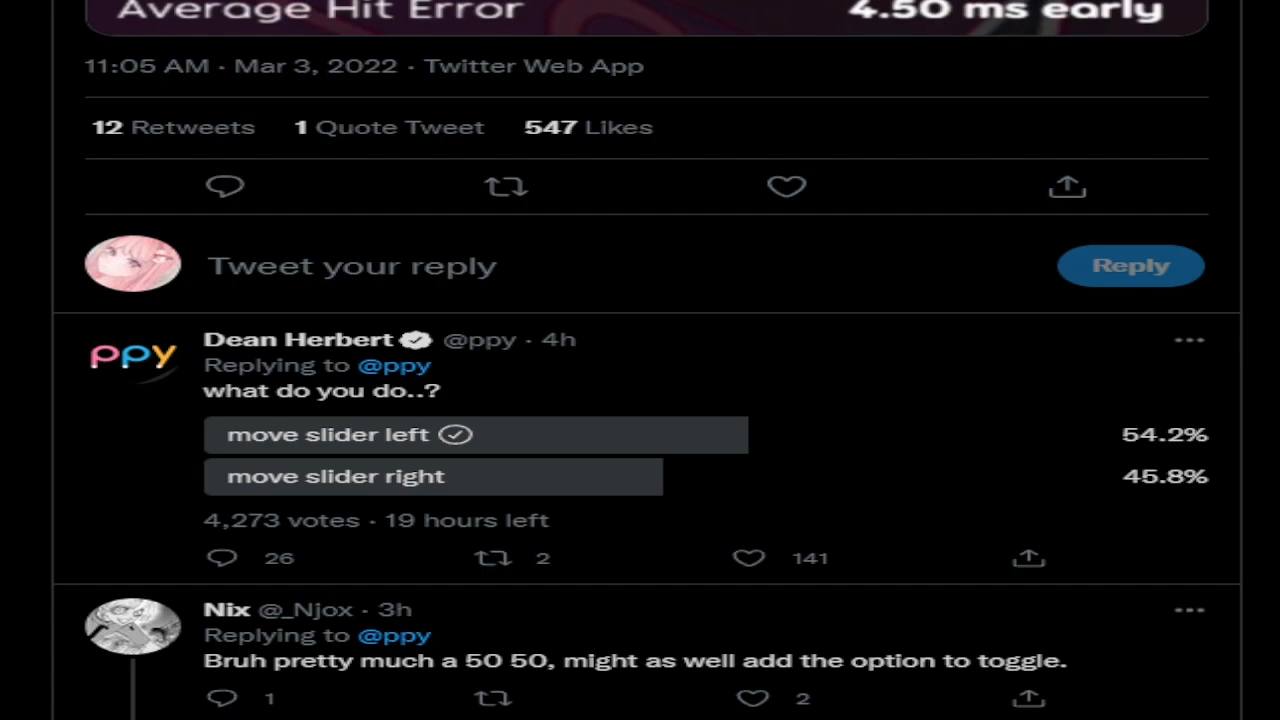 Average Hit Error 4.50 ms early
11:05 AM · Mar 3, 2022 · Twitter Web App
12 Retweets 1 Quote Tweet 547 Likes
Tweet your reply Reply
ppy
Dean Herbert @ppy · 4h
Replying to @ppy
what do you do..?
move slider left 54.2%
move slider right 45.8%
4,273 votes · 19 hours left
26 2 141
Nix @_Njox · 3h
Replying to @ppy
Bruh pretty much a 50 50, might as well add the option to toggle.
1 2